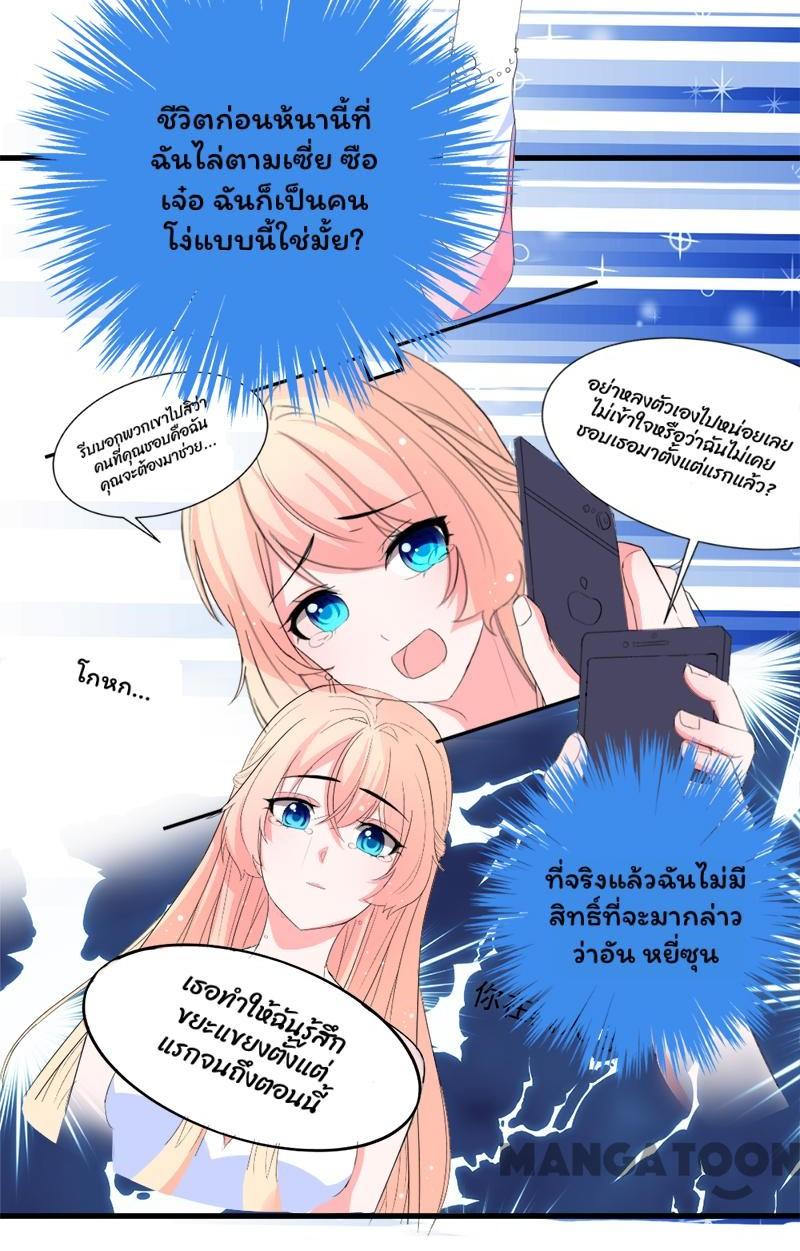 ชีวิตก่อนห้นานี้ที่
ฉันไล่ตามเซี่ย ซือ
เจ๋อ ฉันก็เป็นคน
โง่แบบนี้ใช่มั้ย?
รีบบอกพวกเขาไปสิว่า
คนที่คุณชอบคือฉัน
คุณจะต้องมาช่วย...
อย่าหลงตัวเองไปหน่อยเลย
ไม่เข้าใจหรือว่าฉันไม่เคย
ชอบเธอมาตั้งแต่แรกแล้ว?
โกหก...
ที่จริงแล้วฉันไม่มี
สิทธิ์ที่จะมากล่าว
ว่าอัน หยี่ซุน
เธอทำให้ฉันรู้สึก
ขยะแขยงตั้งแต่
แรกจนถึงตอนนี้
MANGATOON